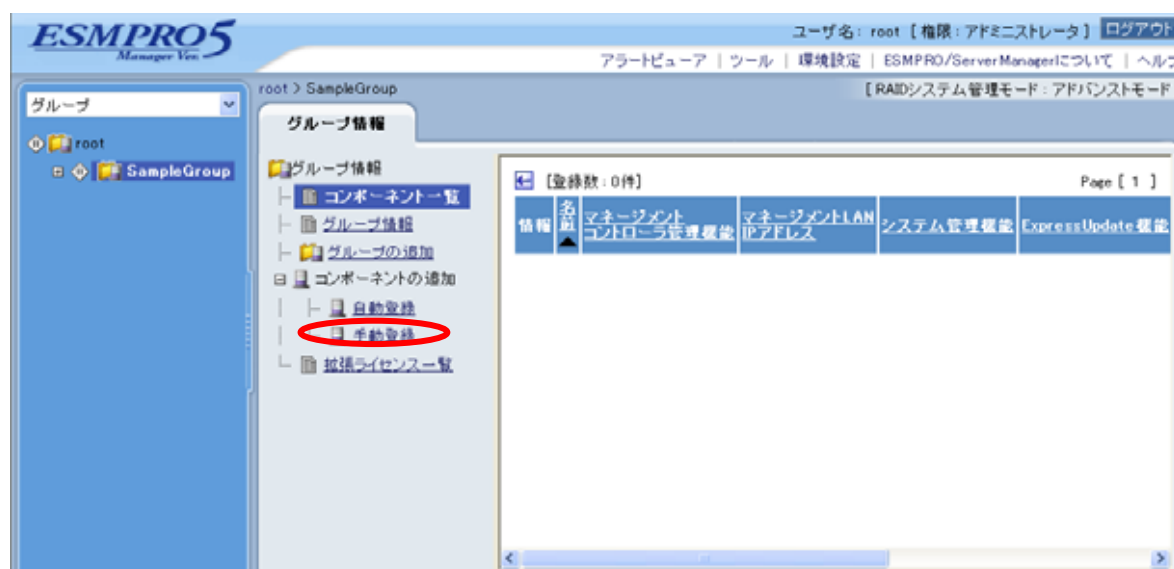 ESMPRO5
Manager Ver.
ユーザ名: root [権限:アドミニストレータ] ログアウト
アラートビューア | ツール | 環境設定 | ESMPRO/ServerManagerについて | ヘルプ
グループ
root > SampleGroup
[RAIDシステム管理モード:アドバンストモード
グループ情報
root
SampleGroup
グループ情報
コンポーネント一覧
グループ情報
グループの追加
コンポーネントの追加
自動登録
手動登録
拡張ライセンス一覧
[登録数:0件]
Page [ 1 ]
情報
名前
マネージメント
コントローラ管理機能
マネージメントLAN
IPアドレス
システム管理機能
ExpressUpdate機能